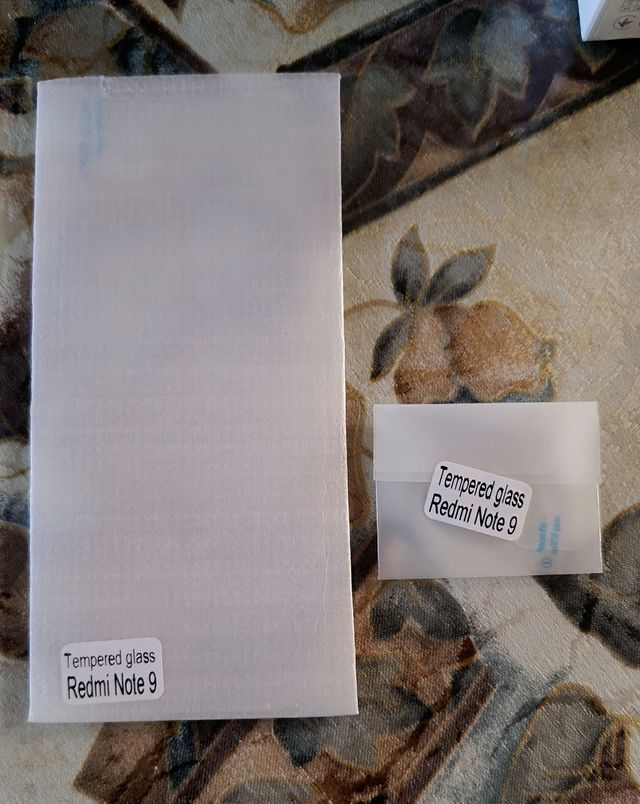 Tempered glass
Redmi Note 9
Tempered glass
Redmi Note 9